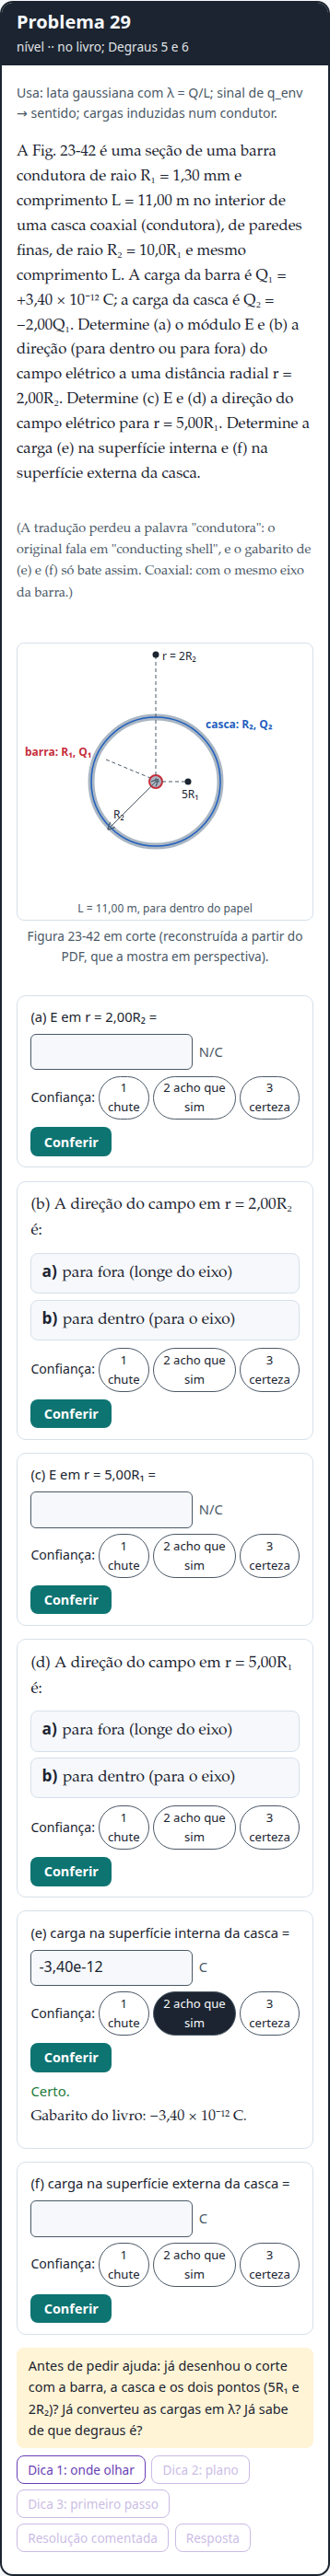 Problema 29
nível ·· no livro; Degraus 5 e 6
Usa: lata gaussiana com λ = Q/L; sinal de q_env
→ sentido; cargas induzidas num condutor.
A Fig. 23-42 é uma seção de uma barra
condutora de raio R₁ = 1,30 mm e
comprimento L = 11,00 m no interior de
uma casca coaxial (condutora), de paredes
finas, de raio R₂ = 10,0R₁ e mesmo
comprimento L. A carga da barra é Q₁ =
+3,40 × 10⁻¹² C; a carga da casca é Q₂ =
−2,00Q₁. Determine (a) o módulo E e (b) a
direção (para dentro ou para fora) do
campo elétrico a uma distância radial r =
2,00R₂. Determine (c) E e (d) a direção do
campo elétrico para r = 5,00R₁. Determine a
carga (e) na superfície interna e (f) na
superfície externa da casca.
(A tradução perdeu a palavra "condutora": o
original fala em "conducting shell", e o gabarito de
(e) e (f) só bate assim. Coaxial: com o mesmo eixo
da barra.)
r = 2R₂
casca: R₂, Q₂
barra: R₁, Q₁
5R₁
R₂
L = 11,00 m, para dentro do papel
Figura 23-42 em corte (reconstruída a partir do
PDF, que a mostra em perspectiva).
(a) E em r = 2,00R₂ =
N/C
Confiança: 1 chute 2 acho que sim 3 certeza
Conferir
(b) A direção do campo em r = 2,00R₂
é:
a) para fora (longe do eixo)
b) para dentro (para o eixo)
Confiança: 1 chute 2 acho que sim 3 certeza
Conferir
(c) E em r = 5,00R₁ =
N/C
Confiança: 1 chute 2 acho que sim 3 certeza
Conferir
(d) A direção do campo em r = 5,00R₁
é:
a) para fora (longe do eixo)
b) para dentro (para o eixo)
Confiança: 1 chute 2 acho que sim 3 certeza
Conferir
(e) carga na superfície interna da casca =
-3,40e-12 C
Confiança: 1 chute 2 acho que sim 3 certeza
Conferir
Certo.
Gabarito do livro: −3,40 × 10⁻¹² C.
(f) carga na superfície externa da casca =
C
Confiança: 1 chute 2 acho que sim 3 certeza
Conferir
Antes de pedir ajuda: já desenhou o corte
com a barra, a casca e os dois pontos (5R₁ e
2R₂)? Já converteu as cargas em λ? Já sabe
de que degraus é?
Dica 1: onde olhar Dica 2: plano
Dica 3: primeiro passo
Resolução comentada Resposta